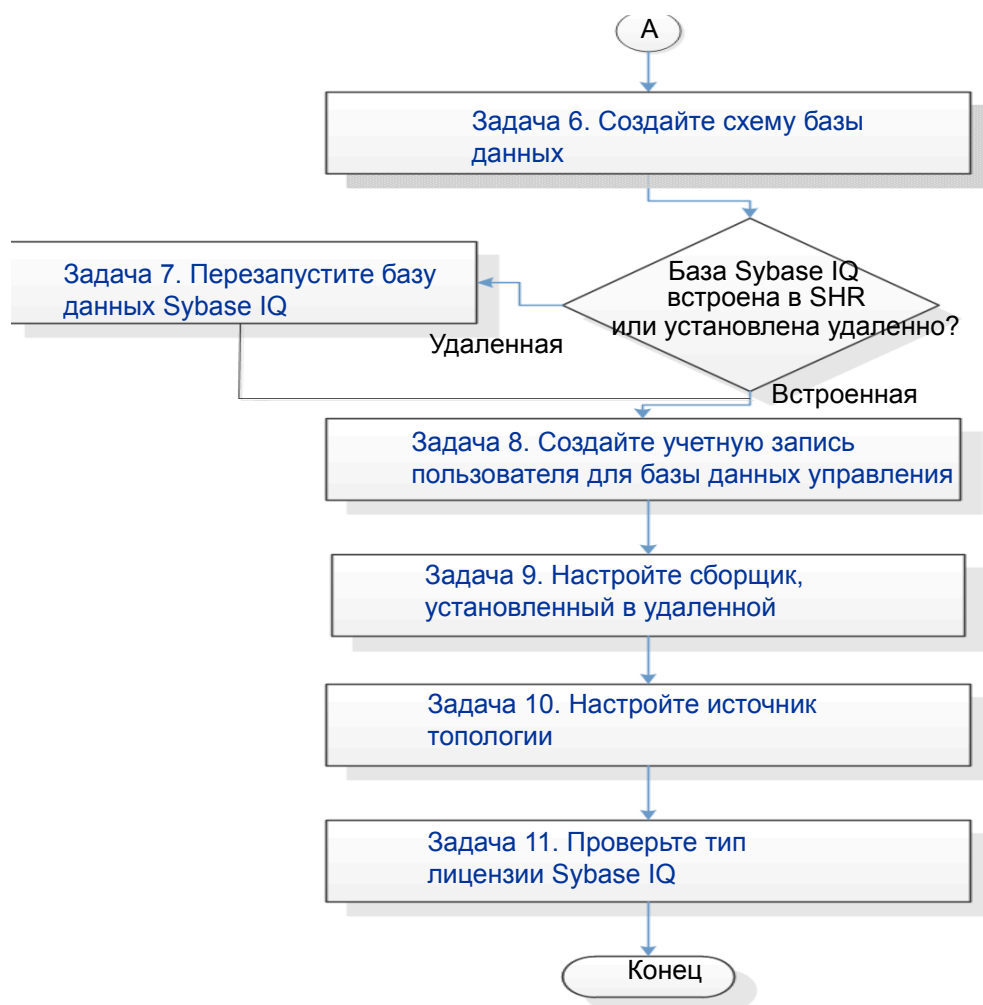 A
Задача 6. Создайте схему базы
данных
База Sybase IQ
встроена в SHR
или установлена удаленно?
Задача 7. Перезапустите базу
данных Sybase IQ
Удаленная
Встроенная
Задача 8. Создайте учетную запись
пользователя для базы данных управления
Задача 9. Настройте сборщик,
установленный в удаленной
Задача 10. Настройте источник
топологии
Задача 11. Проверьте тип
лицензии Sybase IQ
Конец